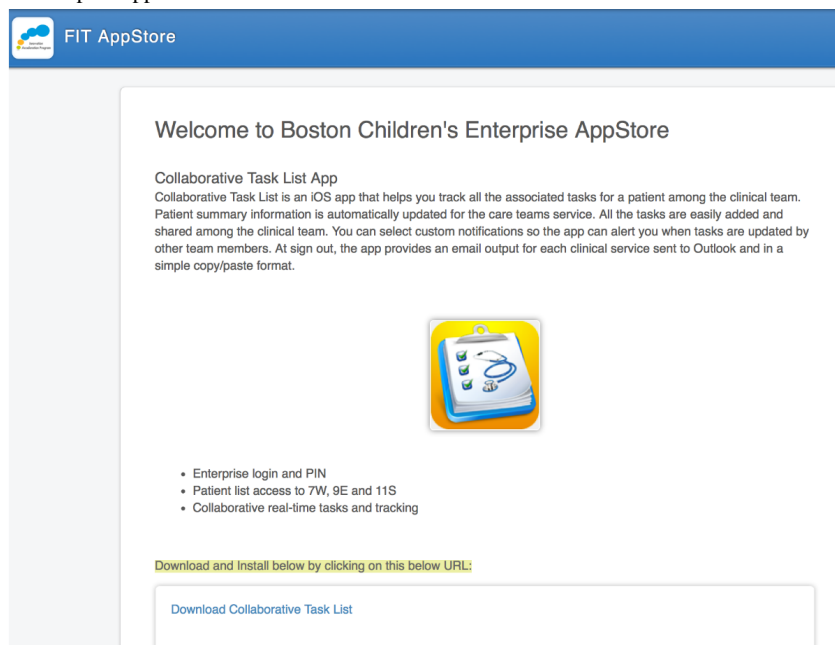 FIT AppStore
Welcome to Boston Children's Enterprise AppStore
Collaborative Task List App
Collaborative Task List is an iOS app that helps you track all the associated tasks for a patient among the clinical team.
Patient summary information is automatically updated for the care teams service. All the tasks are easily added and
shared among the clinical team. You can select custom notifications so the app can alert you when tasks are updated by
other team members. At sign out, the app provides an email output for each clinical service sent to Outlook and in a
simple copy/paste format.
• Enterprise login and PIN
• Patient list access to 7W, 9E and 11S
• Collaborative real-time tasks and tracking
Download and Install below by clicking on this below URL:
Download Collaborative Task List